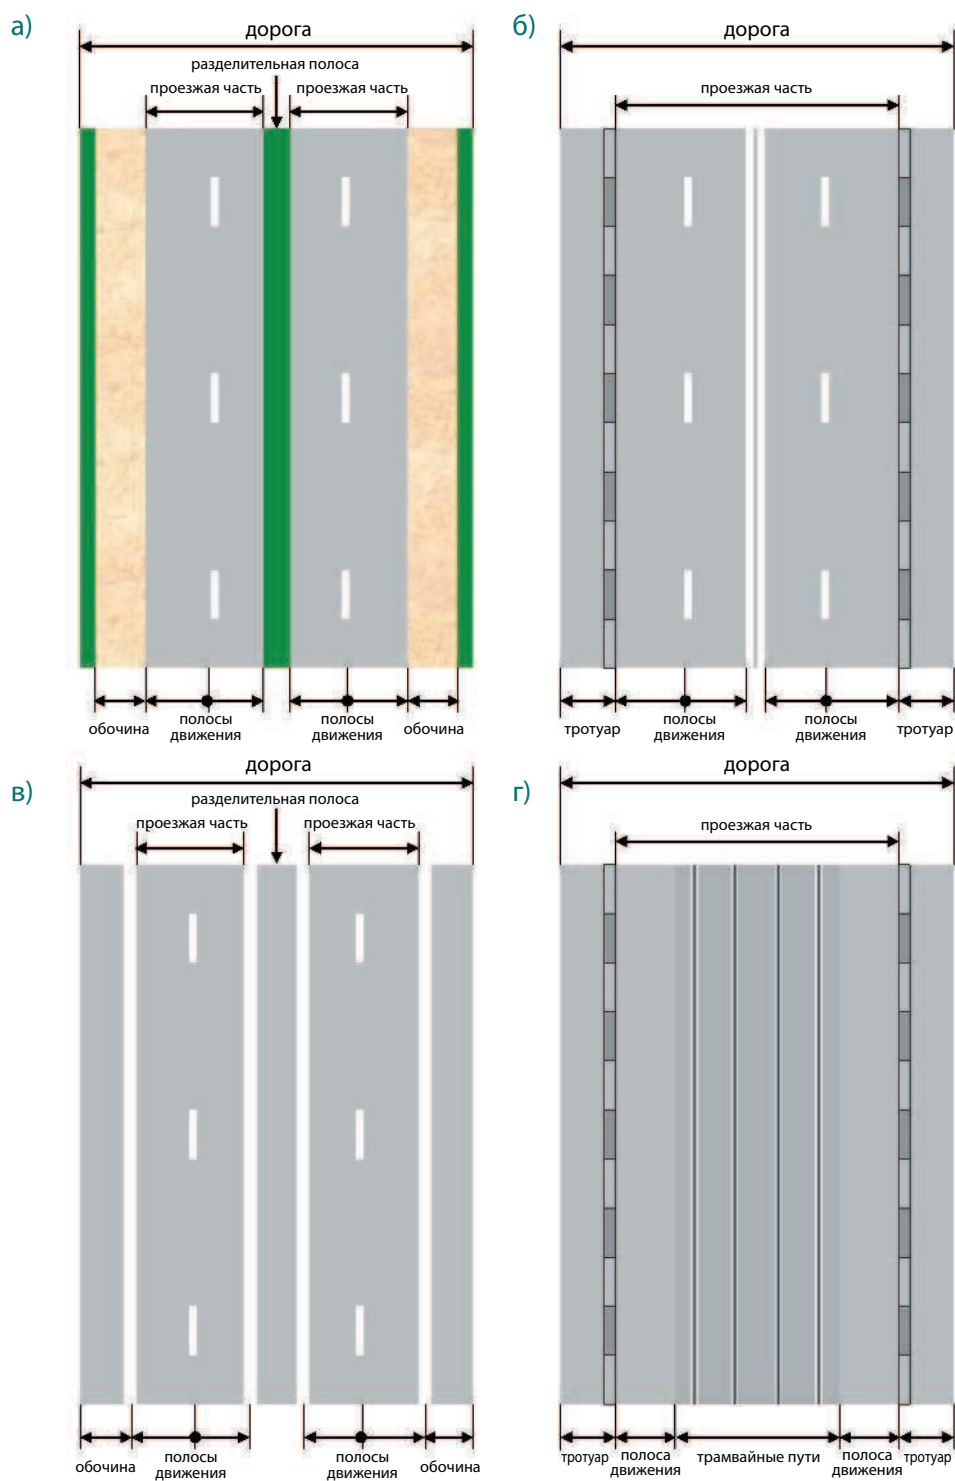 а)
дорога
разделительная полоса
проезжая часть проезжая часть
обочина полосы движения полосы движения обочина
б)
дорога
проезжая часть
тротуар полосы движения полосы движения тротуар
в)
дорога
разделительная полоса
проезжая часть проезжая часть
обочина полосы движения полосы движения обочина
г)
дорога
проезжая часть
тротуар полоса движения трамвайные пути полоса движения тротуар